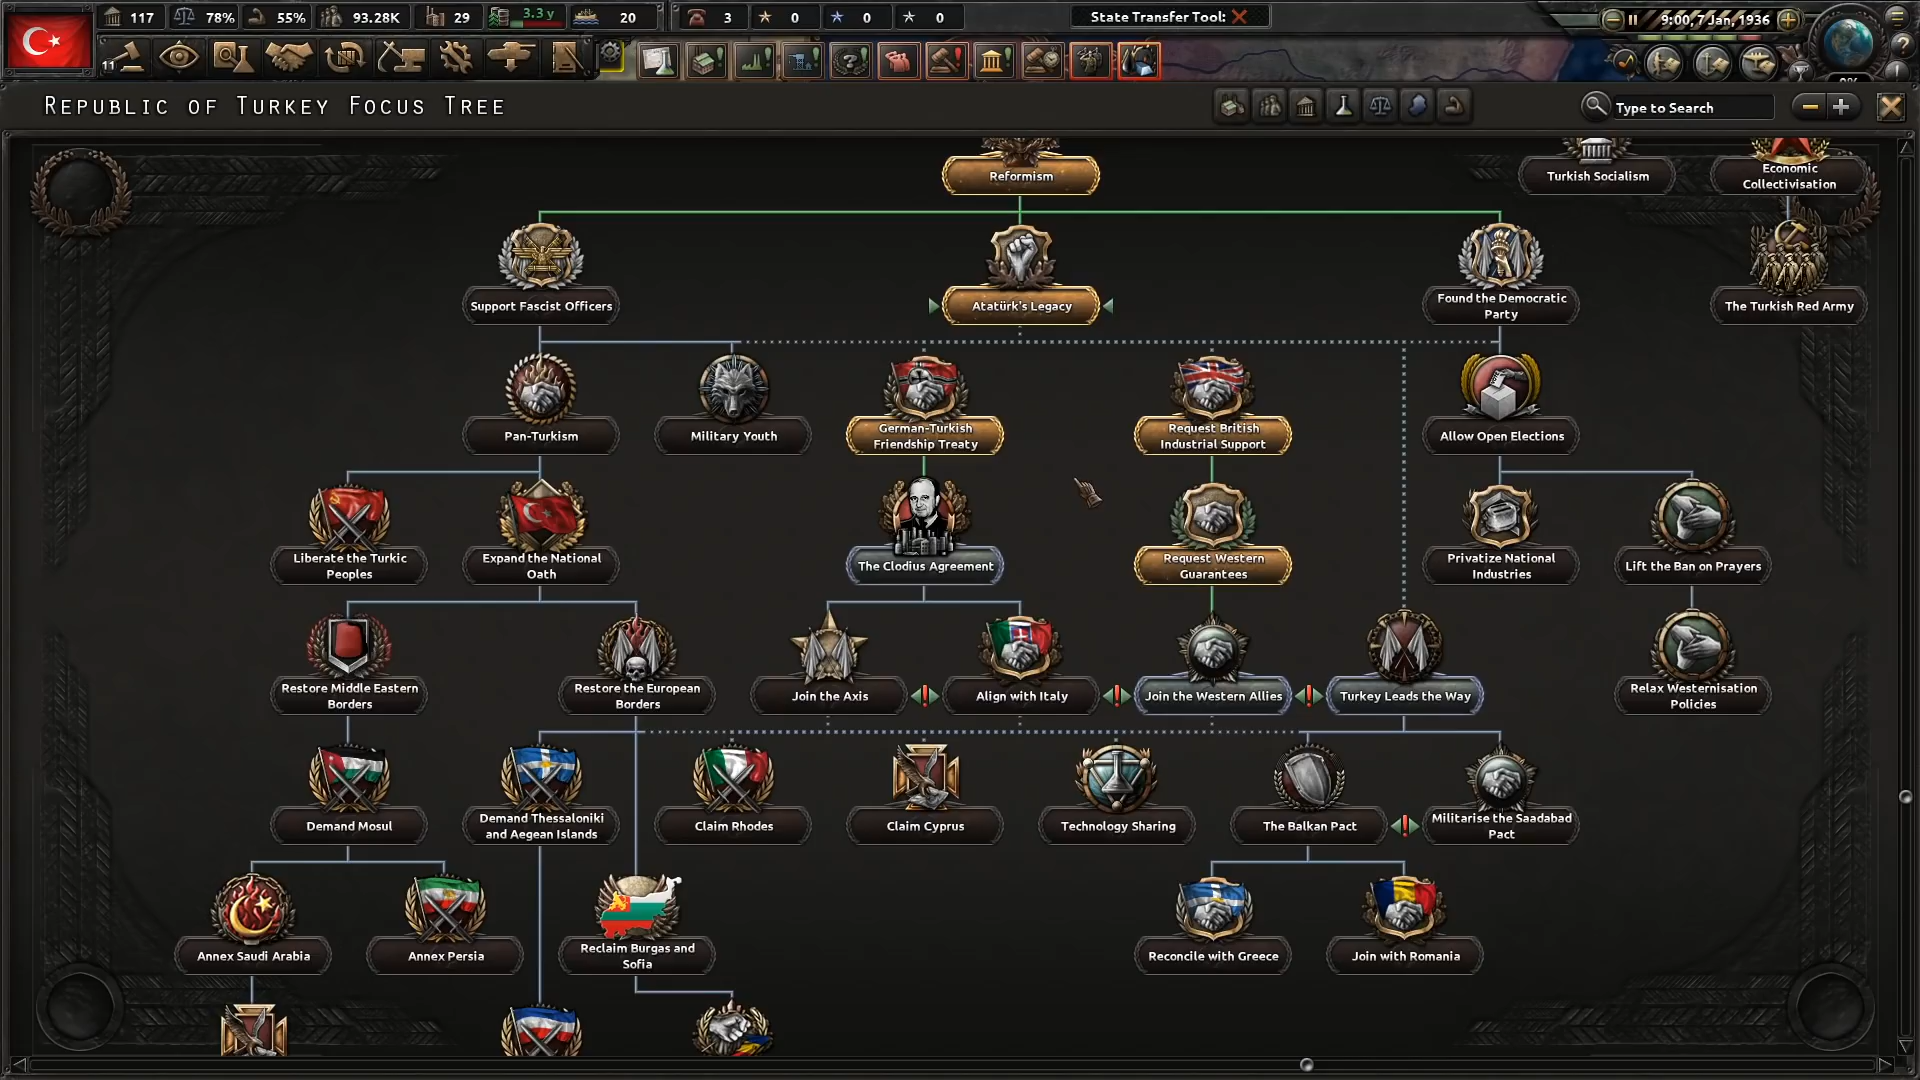 117
78%
55%
93.28K
29
3.3 y
20
3
0
0
0
State Transfer Tool:
9:00, 7 Jan, 1936
11
0%
Republic of Turkey Focus Tree
Type to Search
Reformism
Turkish Socialism
Economic
Collectivisation
Support Fascist Officers
Atatürk's Legacy
Found the Democratic
Party
The Turkish Red Army
Pan-Turkism
Military Youth
German-Turkish
Friendship Treaty
Request British
Industrial Support
Allow Open Elections
Liberate the Turkic
Peoples
Expand the National
Oath
The Clodius Agreement
Request Western
Guarantees
Privatize National
Industries
Lift the Ban on Prayers
Restore Middle Eastern
Borders
Restore the European
Borders
Join the Axis
Align with Italy
Join the Western Allies
Turkey Leads the Way
Relax Westernisation
Policies
Demand Mosul
Demand Thessaloniki
and Aegean Islands
Claim Rhodes
Claim Cyprus
Technology Sharing
The Balkan Pact
Militarise the Saadabad
Pact
Annex Saudi Arabia
Annex Persia
Reclaim Burgas and
Sofia
Reconcile with Greece
Join with Romania